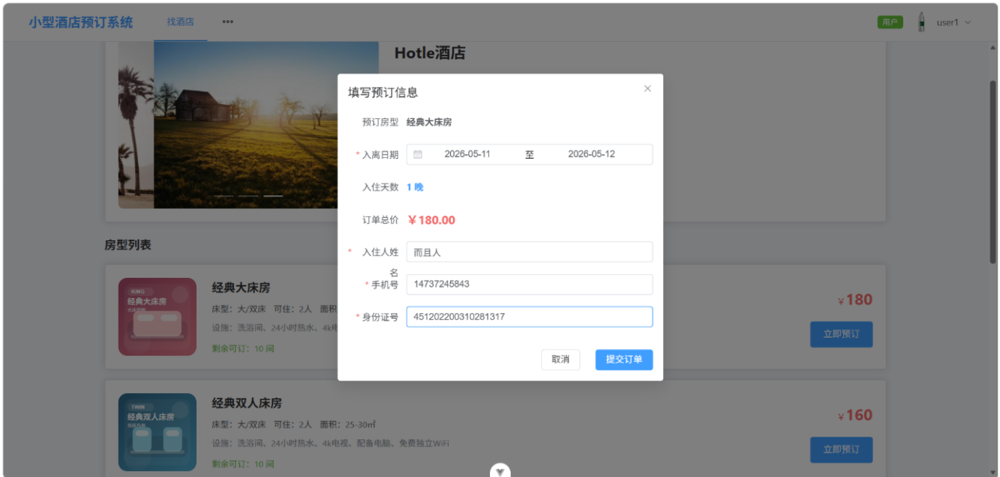 小型酒店预订系统 找酒店 •••
用户 user1
Hotle酒店
填写预订信息
预订房型 经典大床房
* 入离日期 2026-05-11 至 2026-05-12
入住天数 1 晚
订单总价 ￥180.00
* 入住人姓名 而且人
* 手机号 14737245843
* 身份证号 451202200310281317
取消 提交订单
房型列表
KING
经典大床房
经典大床房
床型：大/双床 可住：2人 面积
设施：洗浴间、24小时热水、4k电
剩余可订：10 间
￥180
立即预订
TWIN
经典双人床房
经典双人床房
床型：大/双床 可住：2人 面积：25-30㎡
设施：洗浴间、24小时热水、4k电视、配备电脑、免费独立WiFi
剩余可订：10 间
￥160
立即预订